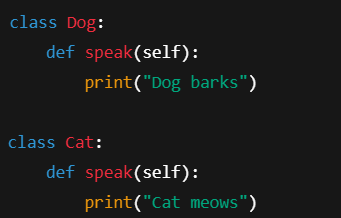 class Dog:
    def speak(self):
        print("Dog barks")

class Cat:
    def speak(self):
        print("Cat meows")